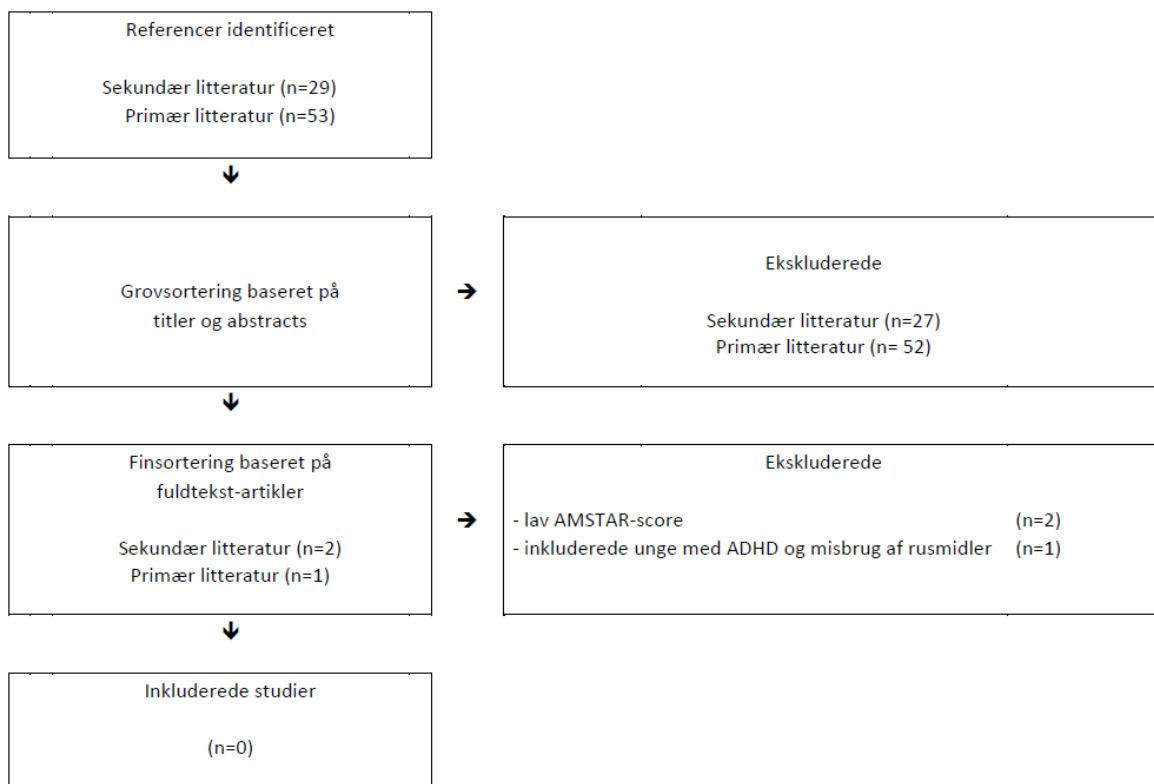 Referencer identificeret
Sekundær litteratur (n=29)
Primær litteratur (n=53)
Grovsortering baseret på
titler og abstracts
Ekskluderede
Sekundær litteratur (n=27)
Primær litteratur (n= 52)
Finsortering baseret på
fuldtekst-artikler
Sekundær litteratur (n=2)
Primær litteratur (n=1)
Ekskluderede
- lav AMSTAR-score (n=2)
- inkluderede unge med ADHD og misbrug af rusmidler (n=1)
Inkluderede studier
(n=0)